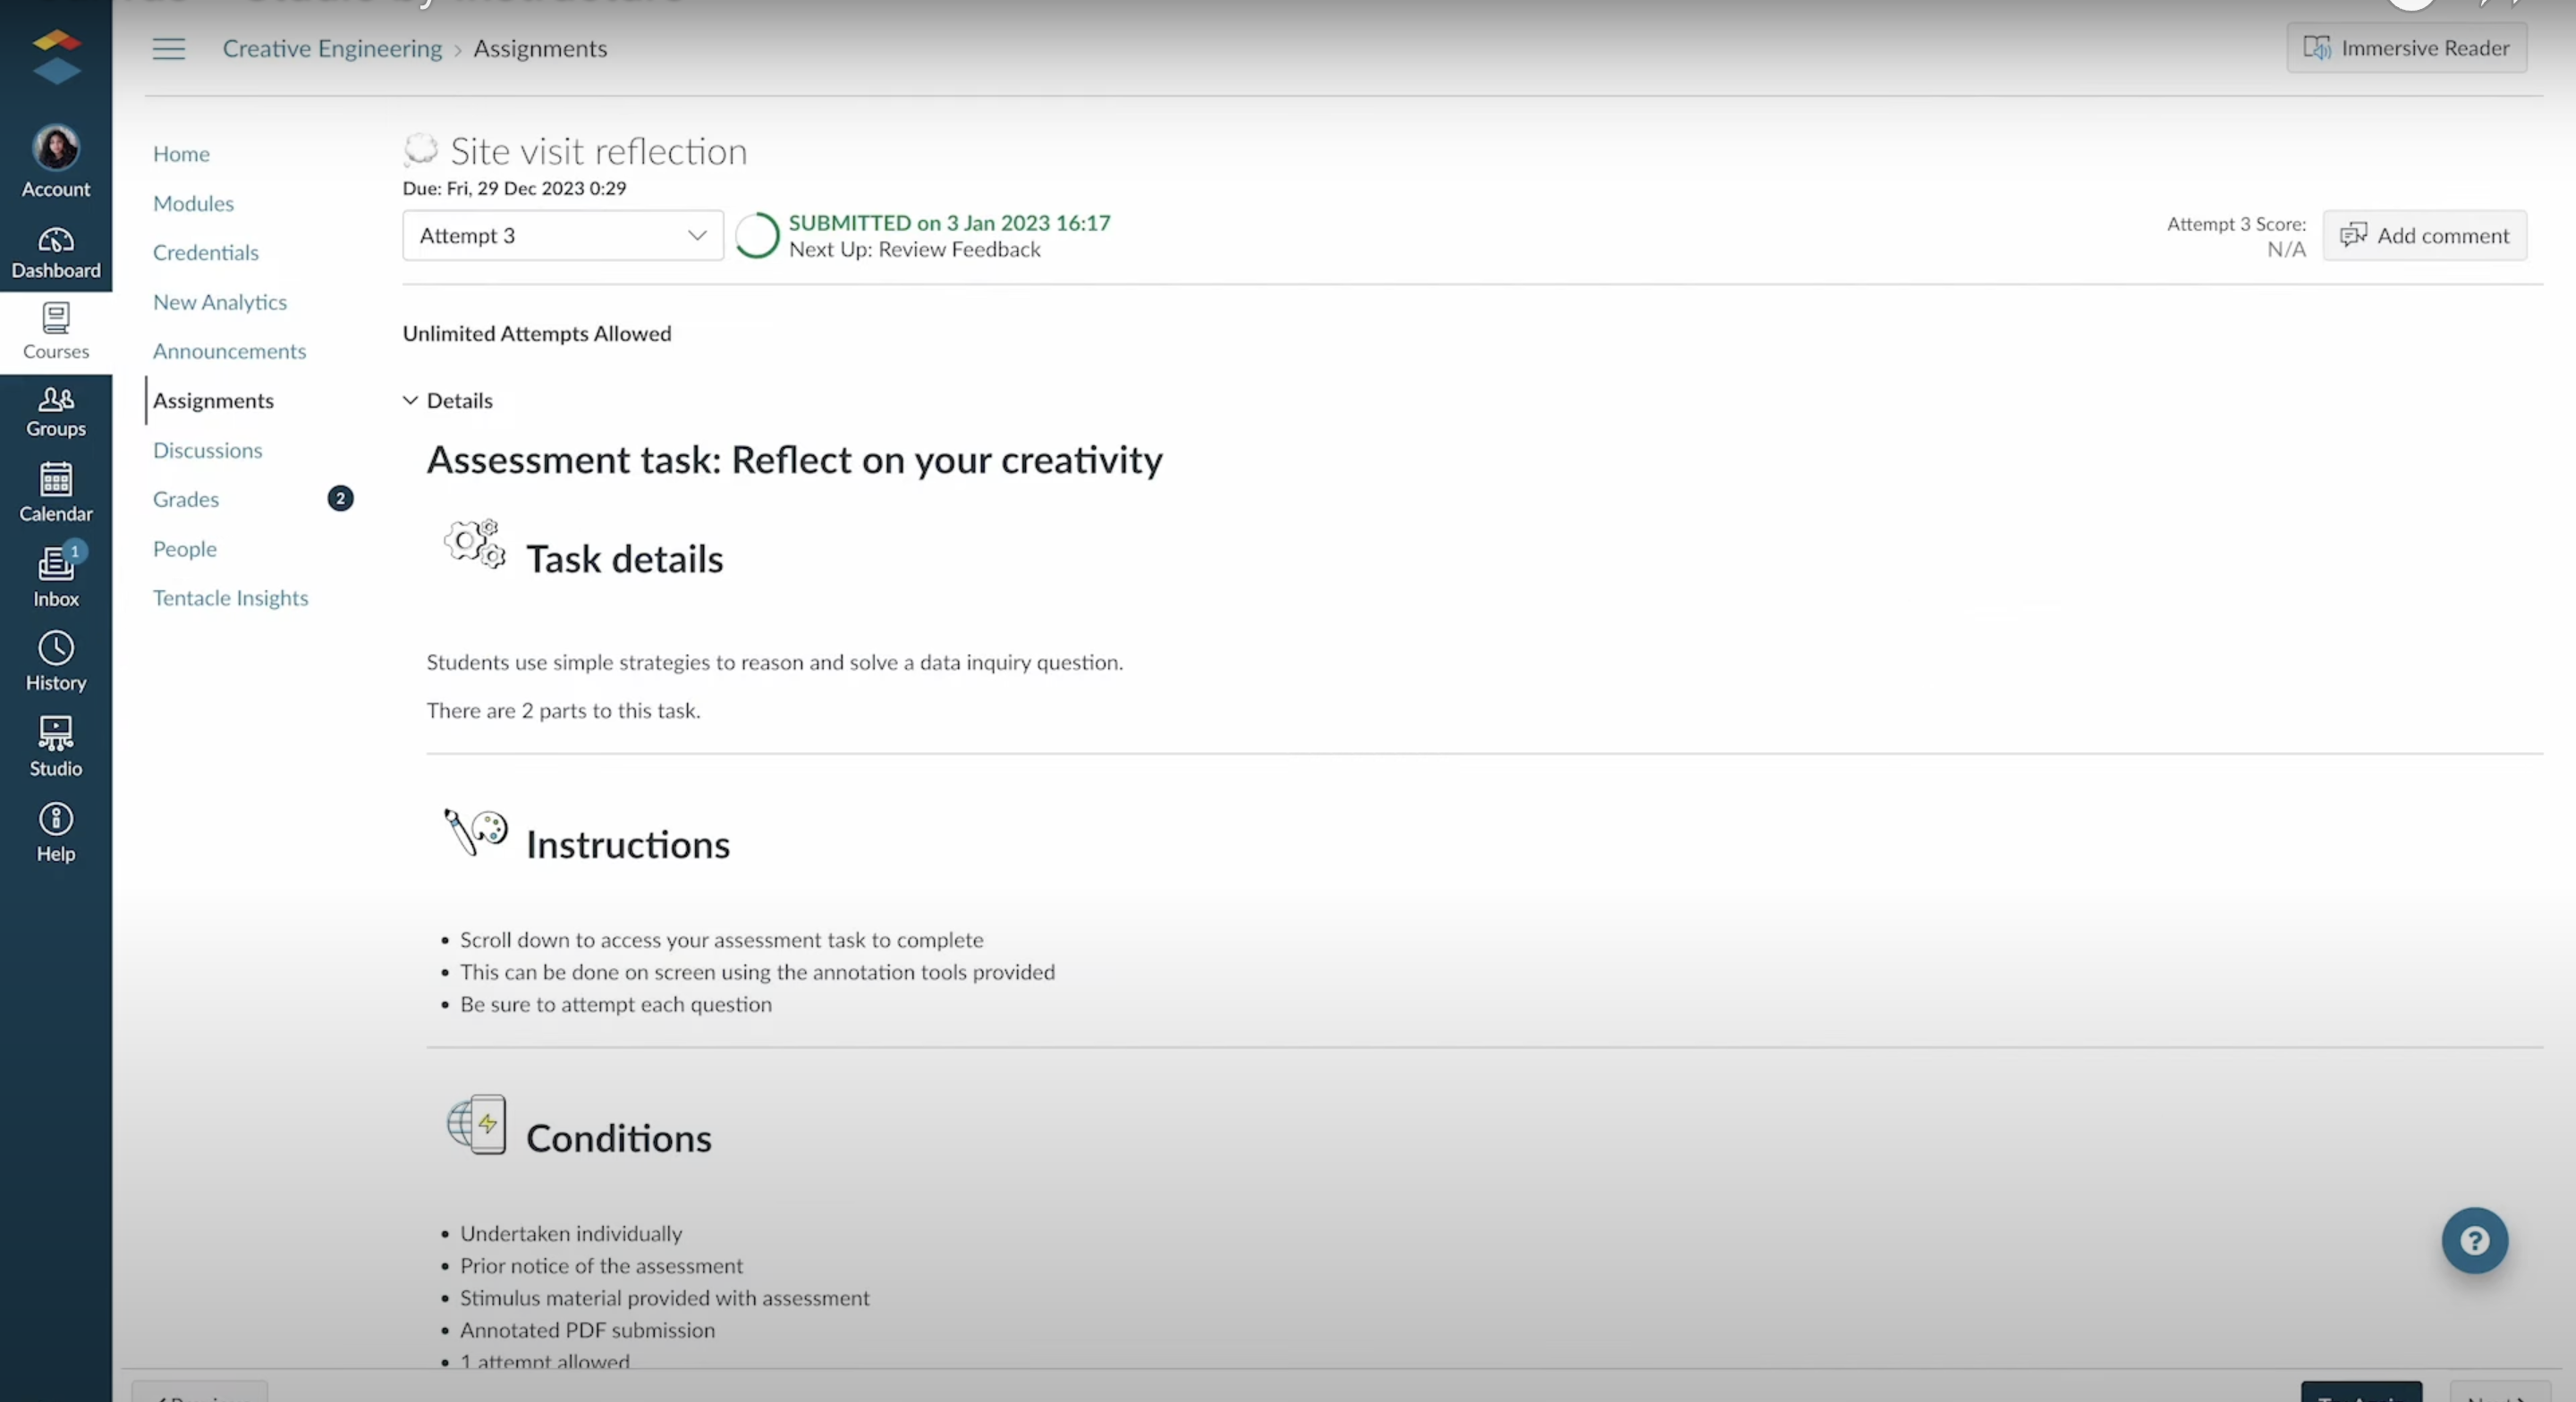 Creative Engineering > Assignments
Immersive Reader
Account
Dashboard
Courses
Groups
Calendar
1
Inbox
History
Studio
Help
Home
Modules
Credentials
New Analytics
Announcements
Assignments
Discussions
Grades 2
People
Tentacle Insights
Site visit reflection
Due: Fri, 29 Dec 2023 0:29
Attempt 3
SUBMITTED on 3 Jan 2023 16:17
Next Up: Review Feedback
Attempt 3 Score:
N/A
Add comment
Unlimited Attempts Allowed
Details
Assessment task: Reflect on your creativity
Task details
Students use simple strategies to reason and solve a data inquiry question.
There are 2 parts to this task.
Instructions
• Scroll down to access your assessment task to complete
• This can be done on screen using the annotation tools provided
• Be sure to attempt each question
Conditions
• Undertaken individually
• Prior notice of the assessment
• Stimulus material provided with assessment
• Annotated PDF submission
• 1 attempt allowed
?